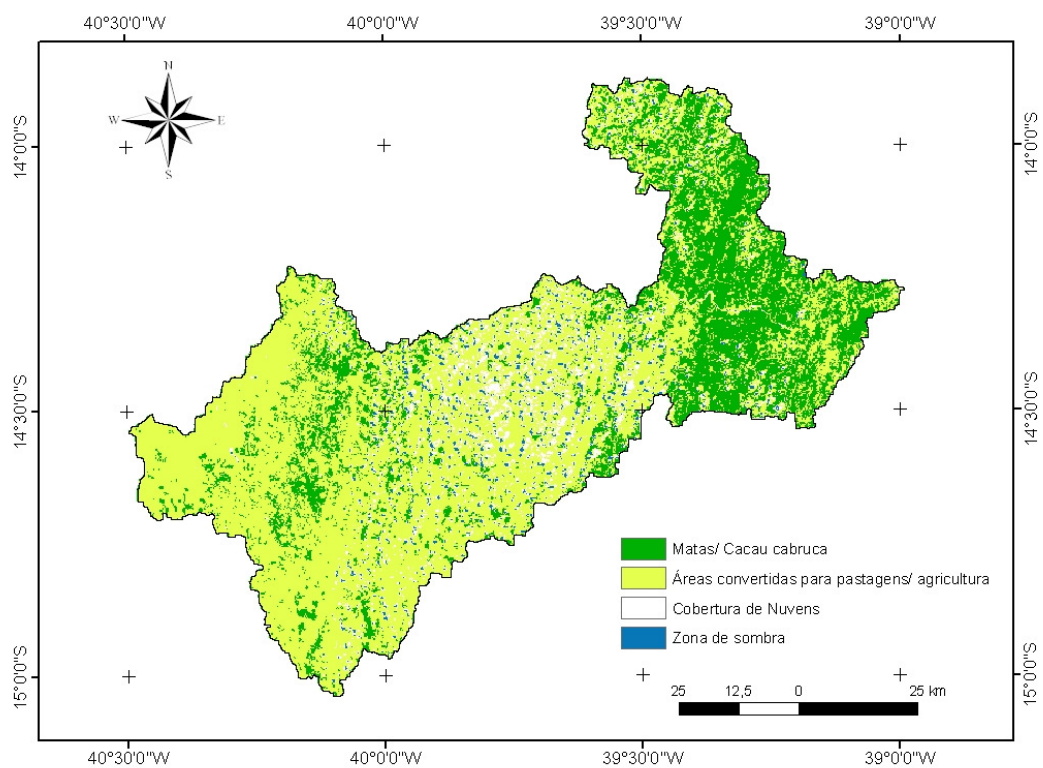 40°30'0"W 40°0'0"W 39°30'0"W 39°0'0"W
N
W E
S
14°0'0"S 14°0'0"S
14°30'0"S 14°30'0"S
Matas/ Cacau cabruca
Áreas convertidas para pastagens/ agricultura
Cobertura de Nuvens
Zona de sombra
15°0'0"S 15°0'0"S
25 12,5 0 25 km
40°30'0"W 40°0'0"W 39°30'0"W 39°0'0"W